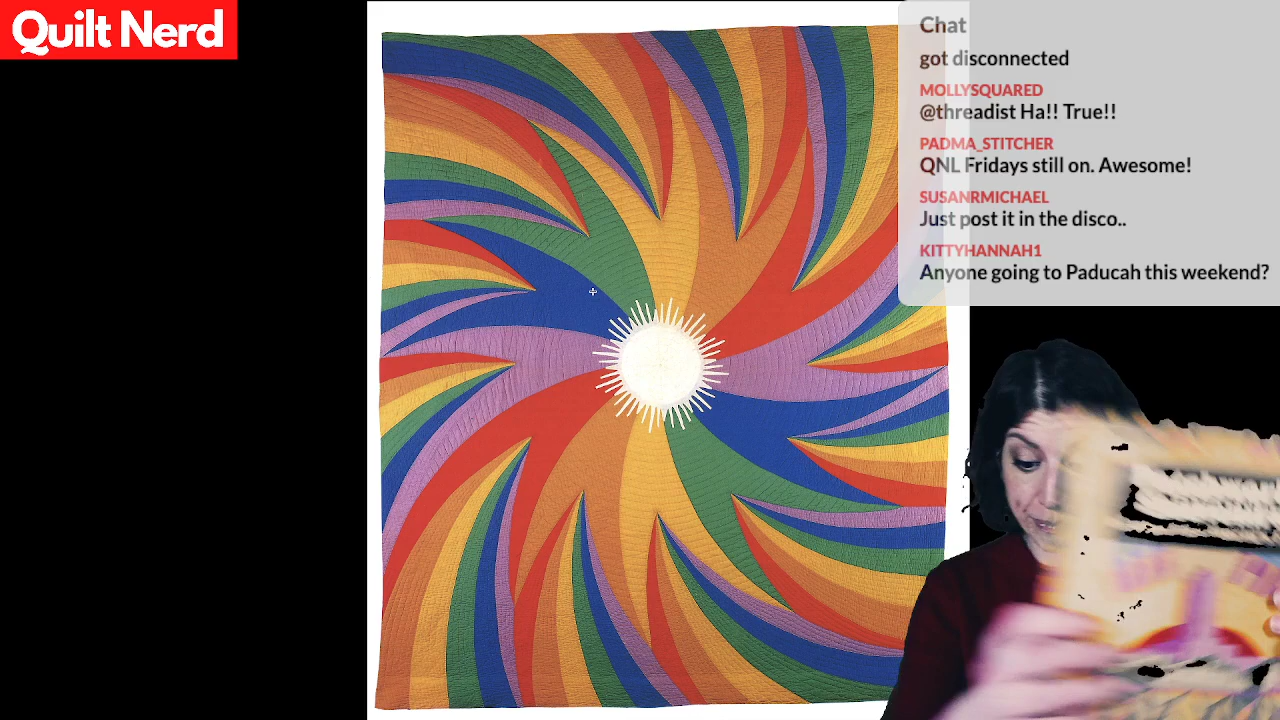 Quilt Nerd
Chat
got disconnected
MOLLYSQUARED
@threadist Ha!! True!!
PADMA_STITCHER
QNL Fridays still on. Awesome!
SUSANRMICHAEL
Just post it in the disco..
KITTYHANNAH1
Anyone going to Paducah this weekend?